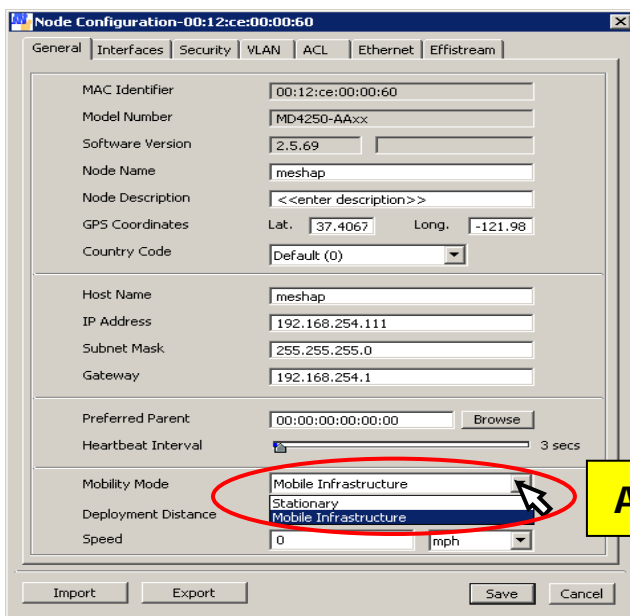 Node Configuration-00:12:ce:00:00:60
General Interfaces Security VLAN ACL Ethernet Effistream
MAC Identifier 00:12:ce:00:00:60
Model Number MD4250-AAxx
Software Version 2.5.69
Node Name meshap
Node Description <<enter description>>
GPS Coordinates Lat. 37.4067 Long. -121.98
Country Code Default (0)
Host Name meshap
IP Address 192.168.254.111
Subnet Mask 255.255.255.0
Gateway 192.168.254.1
Preferred Parent 00:00:00:00:00:00 Browse
Heartbeat Interval 3 secs
Mobility Mode Mobile Infrastructure
Stationary
A
Deployment Distance Mobile Infrastructure
Speed 0 mph
Import Export Save Cancel